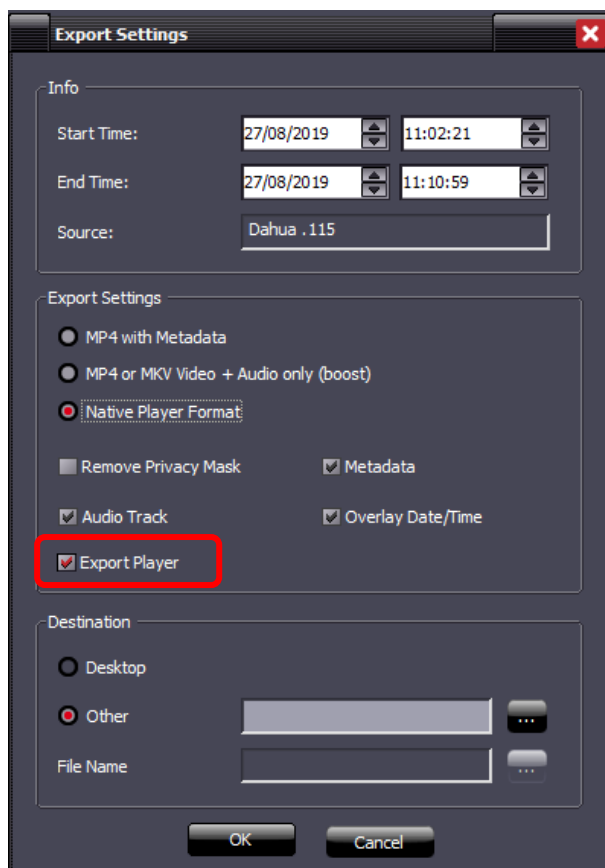 Export Settings
Info
Start Time: 27/08/2019 11:02:21
End Time: 27/08/2019 11:10:59
Source: Dahua .115
Export Settings
MP4 with Metadata
MP4 or MKV Video + Audio only (boost)
Native Player Format
Remove Privacy Mask Metadata
Audio Track Overlay Date/Time
Export Player
Destination
Desktop
Other ...
File Name ...
OK Cancel